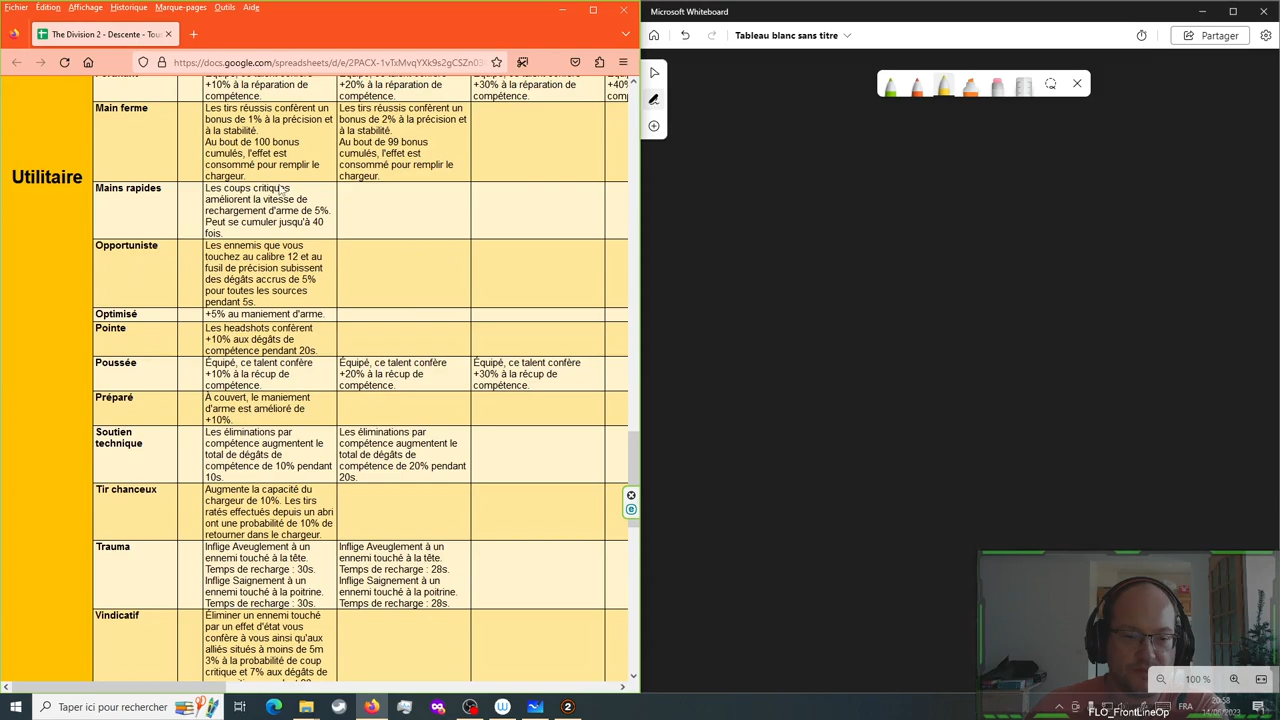 Fichier Édition Affichage Historique Marque-pages Outils Aide
The Division 2 - Descente - Tou
https://docs.google.com/spreadsheets/d/e/2PACX-1vTxMvqYXk9s2gCSZn03
Équipé, ce talent confère
+10% à la réparation de
compétence.
Équipé, ce talent confère
+20% à la réparation de
compétence.
Équipé, ce talent confère
+30% à la réparation de
compétence.
+40%
Utilitaire
Main ferme
Les tirs réussis confèrent un
bonus de 1% à la précision et
à la stabilité.
Au bout de 100 bonus
cumulés, l'effet est
consommé pour remplir le
chargeur.
Les tirs réussis confèrent un
bonus de 2% à la précision et
à la stabilité.
Au bout de 99 bonus
cumulés, l'effet est
consommé pour remplir le
chargeur.
Mains rapides
Les coups critiques
améliorent la vitesse de
rechargement d'arme de 5%.
Peut se cumuler jusqu'à 40
fois.
Opportuniste
Les ennemis que vous
touchez au calibre 12 et au
fusil de précision subissent
des dégâts accrus de 5%
pour toutes les sources
pendant 5s.
Optimisé
+5% au maniement d'arme.
Pointe
Les headshots confèrent
+10% aux dégâts de
compétence pendant 20s.
Poussée
Équipé, ce talent confère
+10% à la récup de
compétence.
Équipé, ce talent confère
+20% à la récup de
compétence.
Équipé, ce talent confère
+30% à la récup de
compétence.
Préparé
À couvert, le maniement
d'arme est amélioré de
+10%.
Soutien
technique
Les éliminations par
compétence augmentent le
total de dégâts de
compétence de 10% pendant
10s.
Les éliminations par
compétence augmentent le
total de dégâts de
compétence de 20% pendant
20s.
Tir chanceux
Augmente la capacité du
chargeur de 10%. Les tirs
ratés effectués depuis un abri
ont une probabilité de 10% de
retourner dans le chargeur.
Trauma
Inflige Aveuglement à un
ennemi touché à la tête.
Temps de recharge : 30s.
Inflige Saignement à un
ennemi touché à la poitrine.
Temps de recharge : 30s.
Inflige Aveuglement à un
ennemi touché à la tête.
Temps de recharge : 28s.
Inflige Saignement à un
ennemi touché à la poitrine.
Temps de recharge : 28s.
Vindicatif
Éliminer un ennemi touché
par un effet d'état vous
confère à vous ainsi qu'aux
alliés situés à moins de 5m
3% à la probabilité de coup
critique et 7% aux dégâts de
Microsoft Whiteboard
Tableau blanc sans titre
Partager
100 %
Taper ici pour rechercher
FRA
20:58
FLO_FrontLineOp